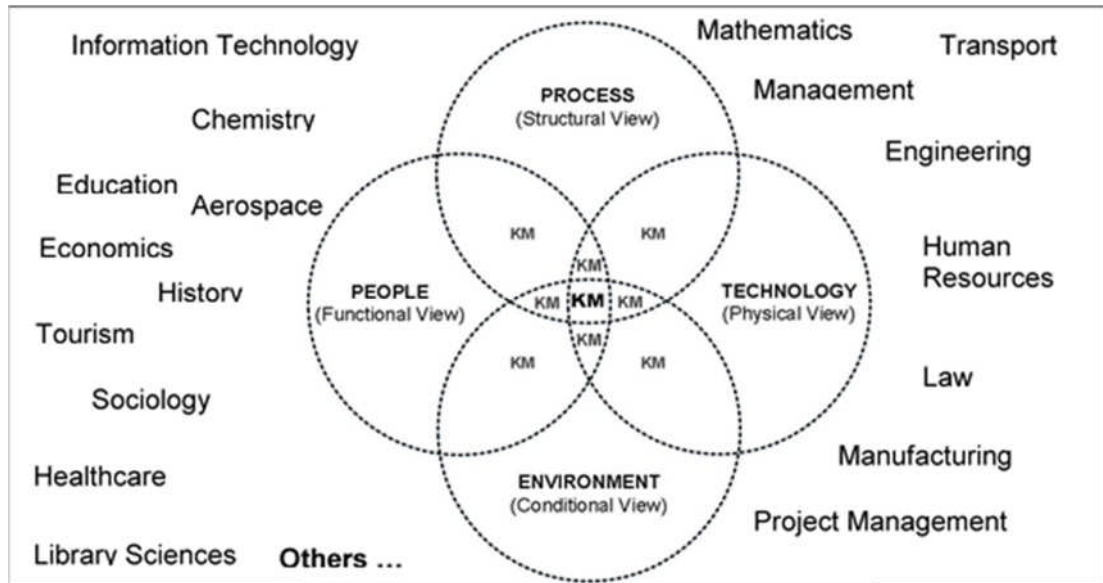 Information Technology
Mathematics
Transport
PROCESS
(Structural View)
Management
Chemistry
Engineering
Education
Aerospace
KM
KM
Economics
Human
Resources
KM
History
PEOPLE
(Functional View)
KM
KM
KM
TECHNOLOGY
(Physical View)
Tourism
KM
KM
KM
Law
Sociology
Manufacturing
Healthcare
ENVIRONMENT
(Conditional View)
Project Management
Library Sciences
Others ...